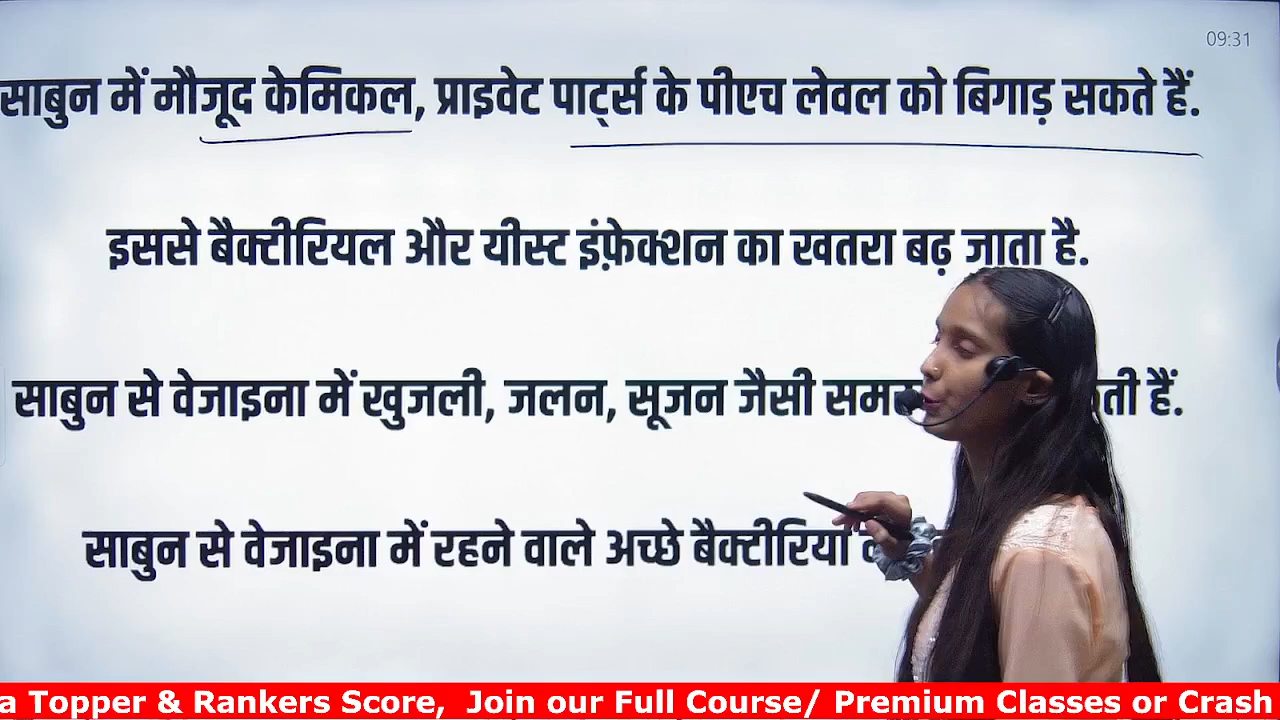 09:31
साबुन में मौजूद केमिकल, प्राइवेट पार्ट्स के पीएच लेवल को बिगाड़ सकते हैं.
इससे बैक्टीरियल और यीस्ट इंफ़ेक्शन का खतरा बढ़ जाता है.
साबुन से वेजाइना में खुजली, जलन, सूजन जैसी हैं.
साबुन से वेजाइना में रहने वाले अच्छे बैक्टीरिया
a Topper & Rankers Score, Join our Full Course/ Premium Classes or Crash